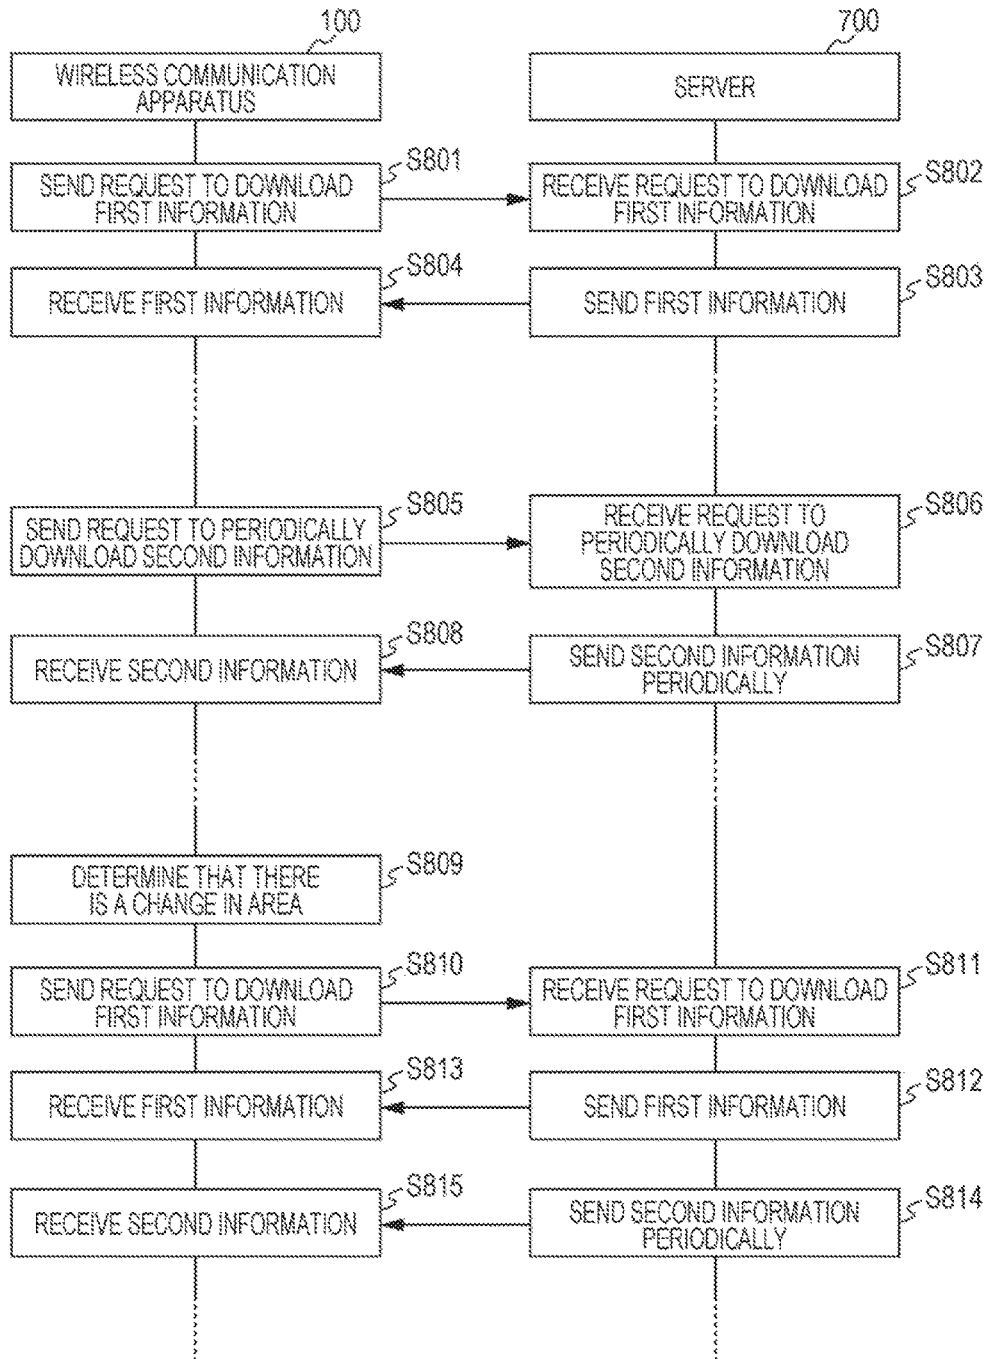 100
700
WIRELESS COMMUNICATION
APPARATUS
SERVER
S801
SEND REQUEST TO DOWNLOAD
FIRST INFORMATION
S802
RECEIVE REQUEST TO DOWNLOAD
FIRST INFORMATION
S804
RECEIVE FIRST INFORMATION
S803
SEND FIRST INFORMATION
S805
SEND REQUEST TO PERIODICALLY
DOWNLOAD SECOND INFORMATION
S806
RECEIVE REQUEST TO
PERIODICALLY DOWNLOAD
SECOND INFORMATION
S808
RECEIVE SECOND INFORMATION
S807
SEND SECOND INFORMATION
PERIODICALLY
S809
DETERMINE THAT THERE
IS A CHANGE IN AREA
S810
SEND REQUEST TO DOWNLOAD
FIRST INFORMATION
S811
RECEIVE REQUEST TO DOWNLOAD
FIRST INFORMATION
S813
RECEIVE FIRST INFORMATION
S812
SEND FIRST INFORMATION
S815
RECEIVE SECOND INFORMATION
S814
SEND SECOND INFORMATION
PERIODICALLY